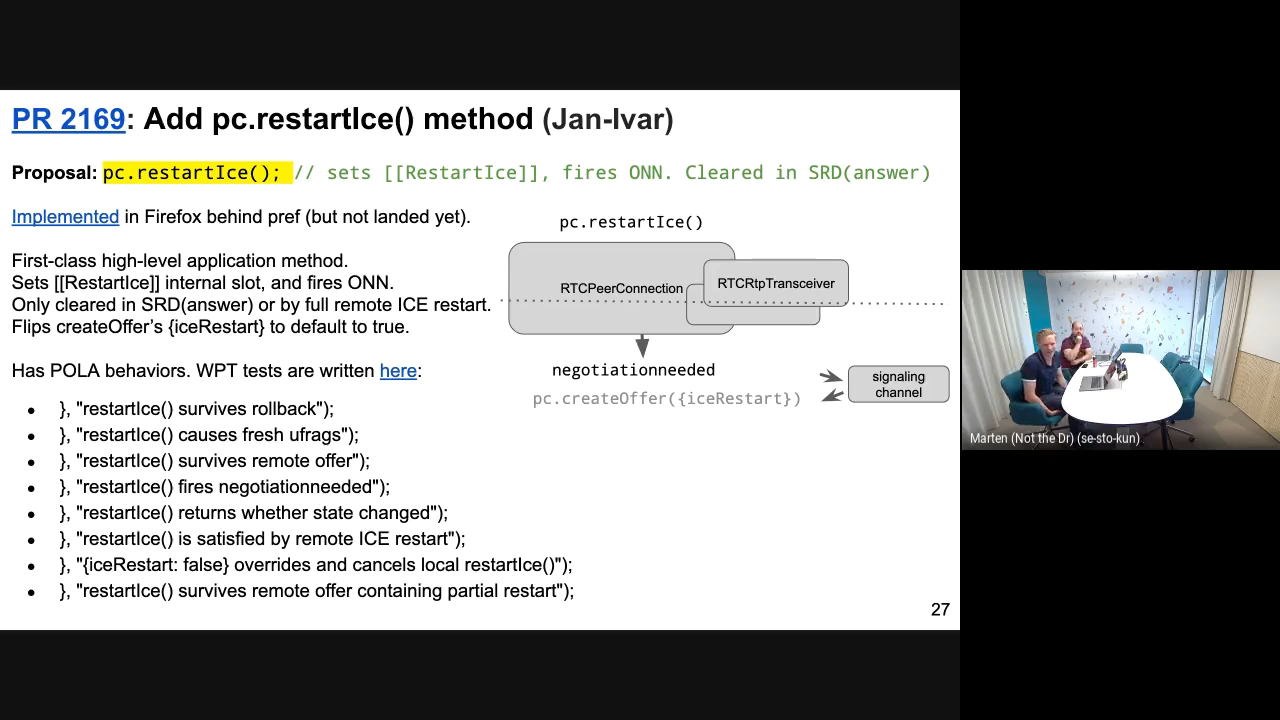 PR 2169: Add pc.restartIce() method (Jan-Ivar)
Proposal: pc.restartIce(); // sets [[RestartIce]], fires ONN. Cleared in SRD(answer)
Implemented in Firefox behind pref (but not landed yet).
First-class high-level application method.
Sets [[RestartIce]] internal slot, and fires ONN.
Only cleared in SRD(answer) or by full remote ICE restart.
Flips createOffer’s {iceRestart} to default to true.
Has POLA behaviors. WPT tests are written here:
● }, "restartIce() survives rollback");
● }, "restartIce() causes fresh ufrags");
● }, "restartIce() survives remote offer");
● }, "restartIce() fires negotiationneeded");
● }, "restartIce() returns whether state changed");
● }, "restartIce() is satisfied by remote ICE restart");
● }, "{iceRestart: false} overrides and cancels local restartIce()");
● }, "restartIce() survives remote offer containing partial restart");
pc.restartIce()
RTCPeerConnection
RTCRtpTransceiver
negotiationneeded
pc.createOffer({iceRestart})
signaling
channel
27
Marten (Not the Dr) (se-sto-kun)